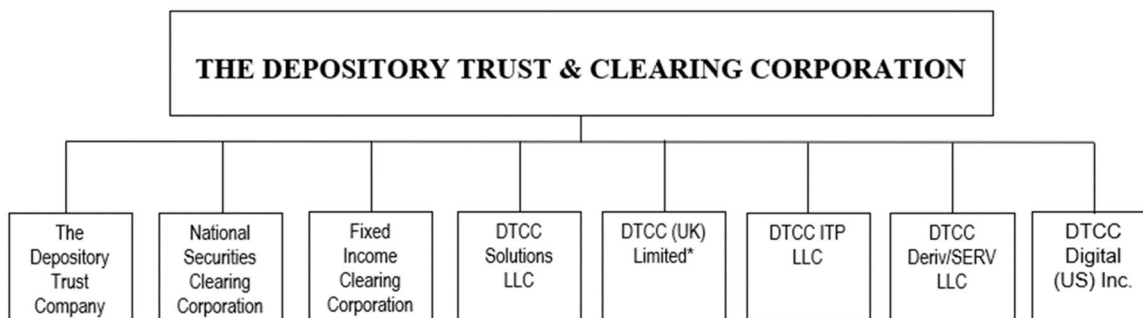 THE DEPOSITORY TRUST & CLEARING CORPORATION
The
Depository
Trust
Company
National
Securities
Clearing
Corporation
Fixed
Income
Clearing
Corporation
DTCC
Solutions
LLC
DTCC (UK)
Limited*
DTCC ITP
LLC
DTCC
Deriv/SERV
LLC
DTCC
Digital
(US) Inc.